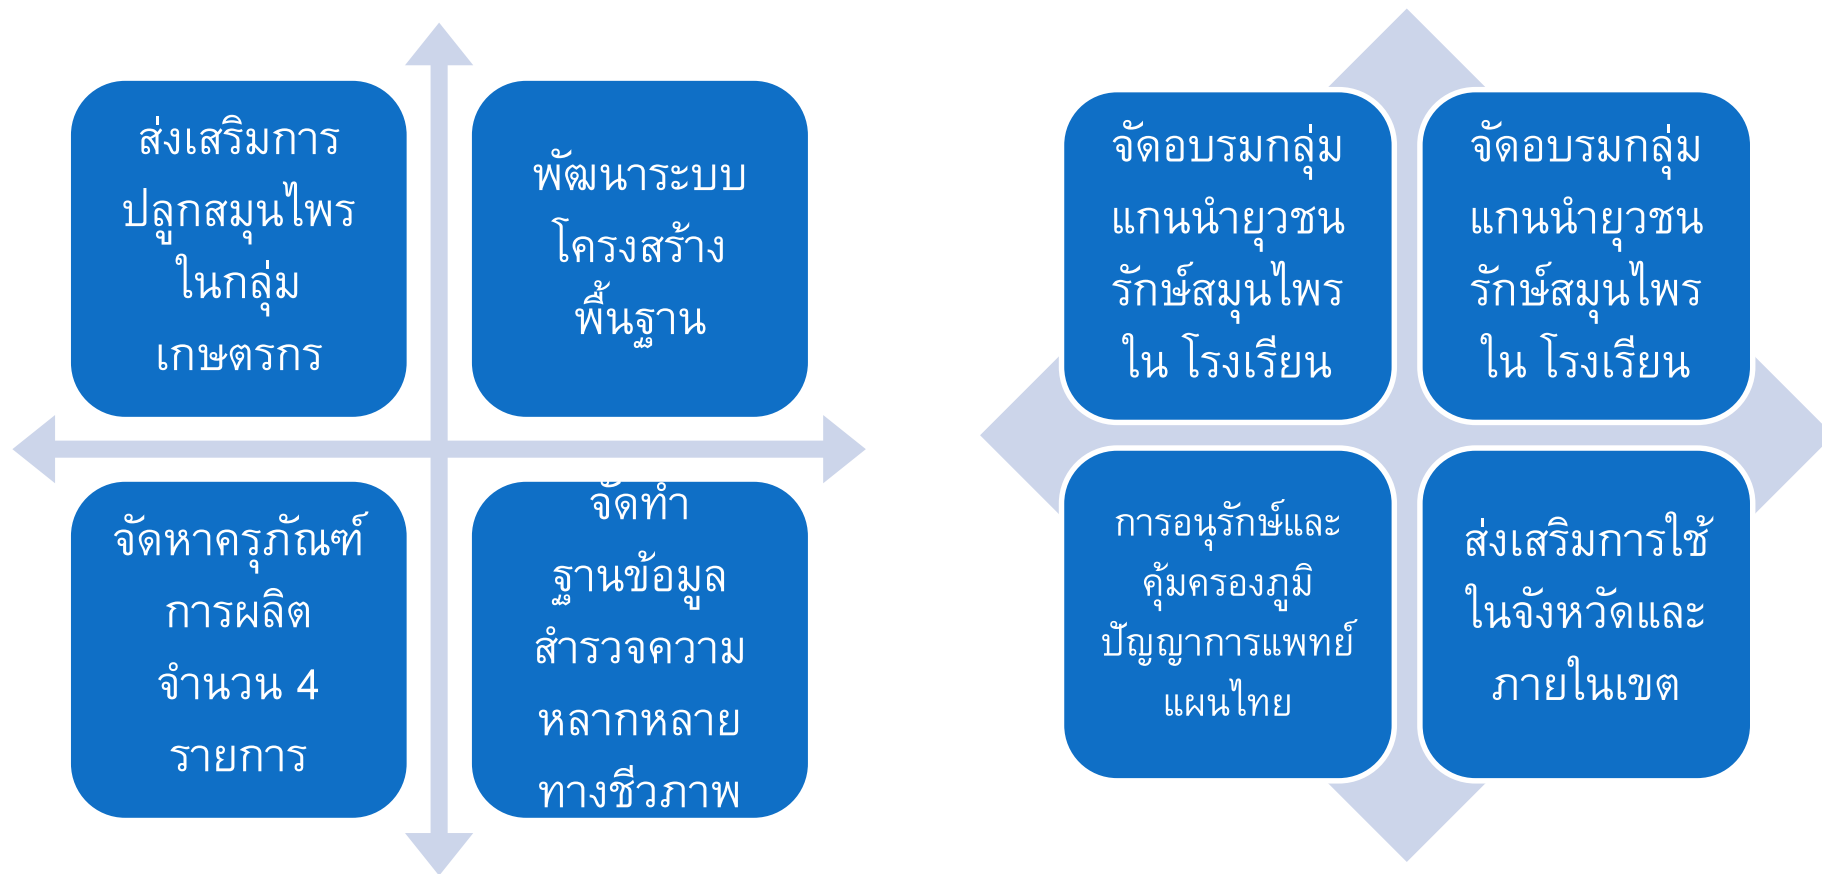 ส่งเสริมการ
ปลูกสมุนไพร
ในกลุ่ม
เกษตรกร
พัฒนาระบบ
โครงสร้าง
พื้นฐาน
จัดหาครุภัณฑ์
การผลิต
จำนวน 4
รายการ
จัดทำ
ฐานข้อมูล
สำรวจความ
หลากหลาย
ทางชีวภาพ
จัดอบรมกลุ่ม
แกนนำยุวชน
รักษ์สมุนไพร
ใน โรงเรียน
จัดอบรมกลุ่ม
แกนนำยุวชน
รักษ์สมุนไพร
ใน โรงเรียน
การอนุรักษ์และ
คุ้มครองภูมิ
ปัญญาการแพทย์
แผนไทย
ส่งเสริมการใช้
ในจังหวัดและ
ภายในเขต